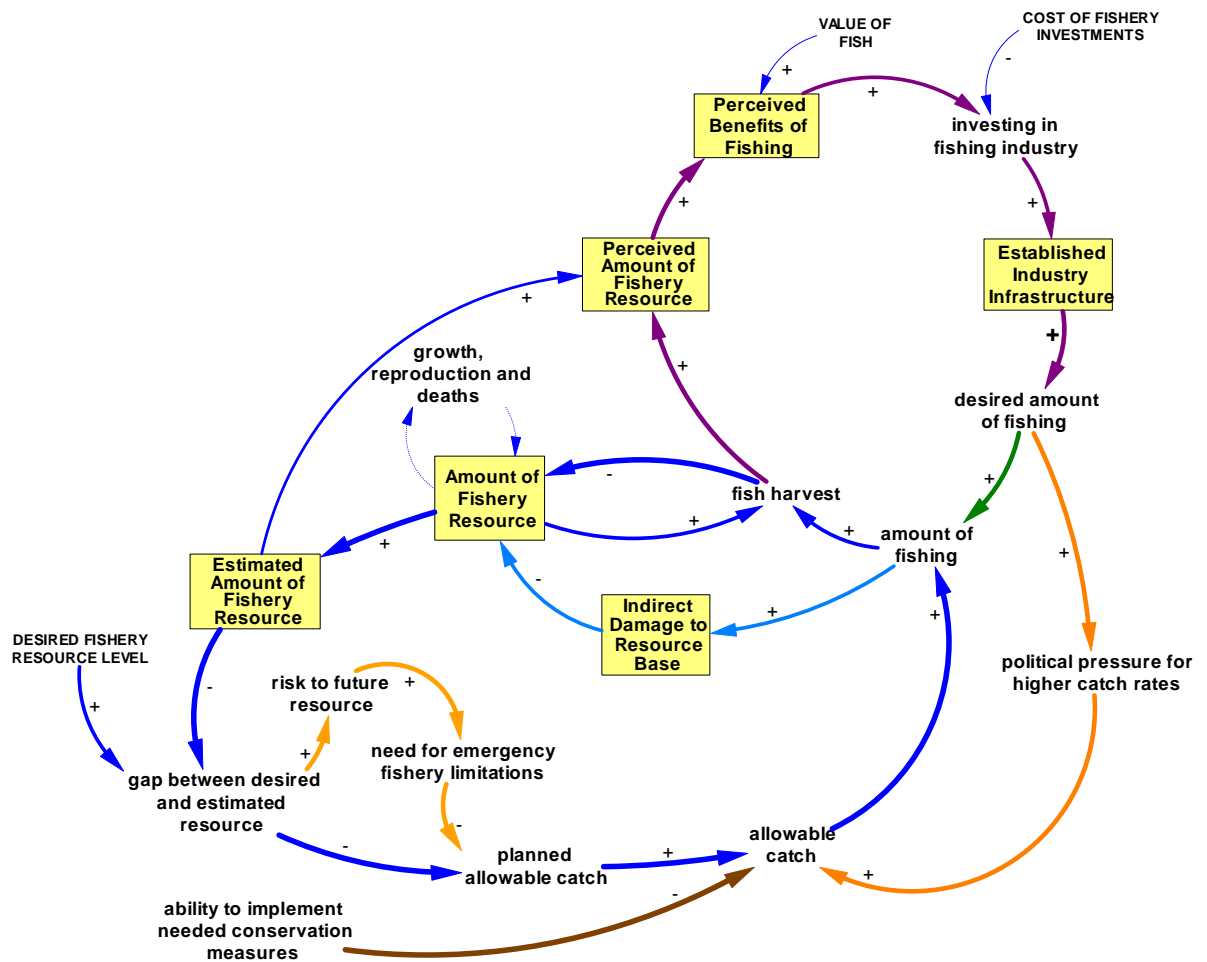 VALUE OF
FISH
+
COST OF FISHERY
INVESTMENTS
-
Perceived
Benefits of
Fishing
+
investing in
fishing industry
+
+
Perceived
Amount of
Fishery
Resource
+
Established
Industry
Infrastructure
+
growth,
reproduction and
deaths
+
desired amount
of fishing
Amount of
Fishery
Resource
-
fish harvest
+
+
+
amount of
fishing
+
+
Estimated
Amount of
Fishery
Resource
-
Indirect
Damage to
Resource
Base
+
+
DESIRED FISHERY
RESOURCE LEVEL
+
-
risk to future
resource
+
political pressure for
higher catch rates
+
need for emergency
fishery limitations
gap between desired
and estimated
resource
-
-
planned
allowable catch
+
allowable
catch
+
-
ability to implement
needed conservation
measures